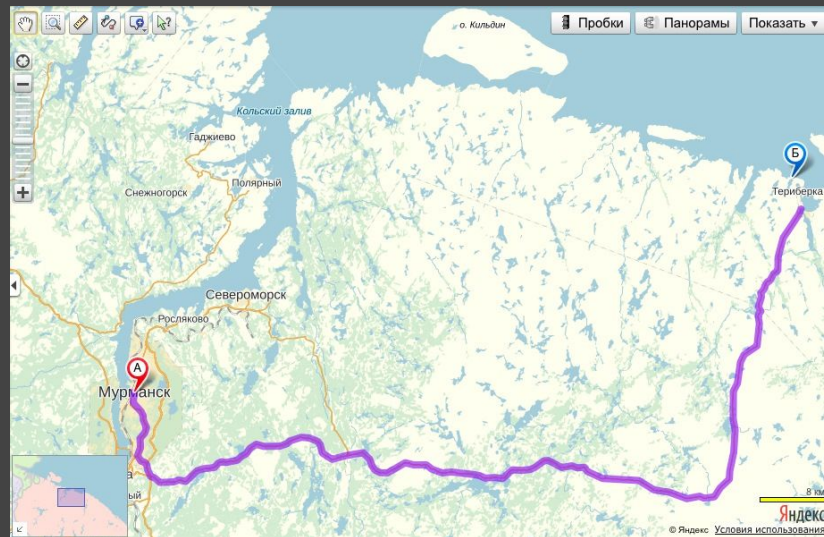 Пробки
Панорамы
Показать
о. Кильдин
Кольский залив
Гаджиево
Полярный
Снежногорск
Б
Териберка
Североморск
Росляково
А
Мурманск
8 км
Яндекс
© Яндекс Условия использования